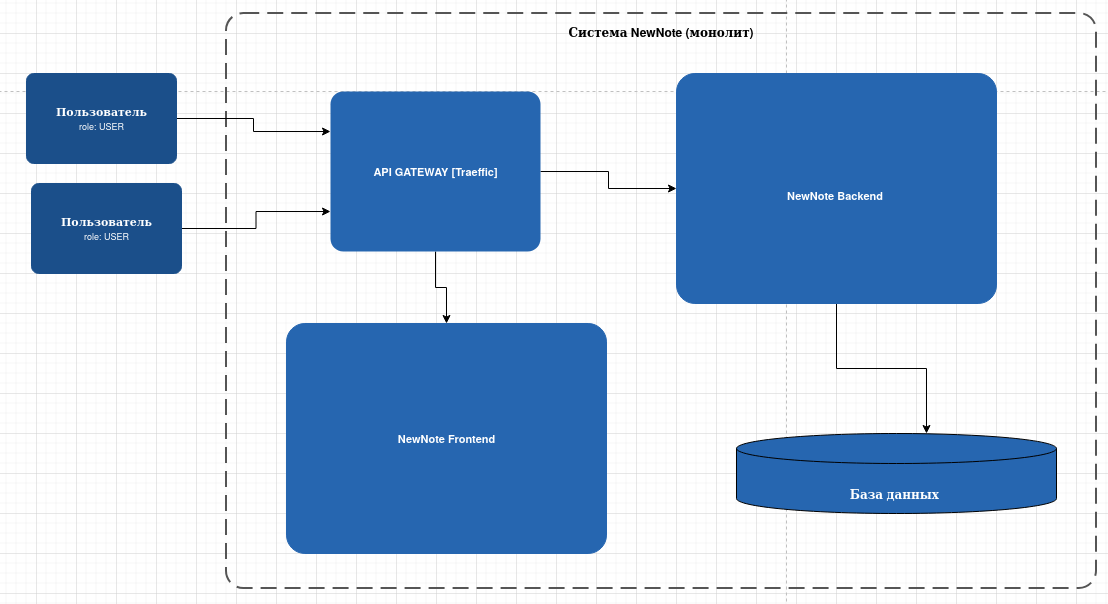 Система NewNote (монолит)
Пользователь
role: USER
API GATEWAY [Traeffic]
NewNote Backend
Пользователь
role: USER
NewNote Frontend
База данных